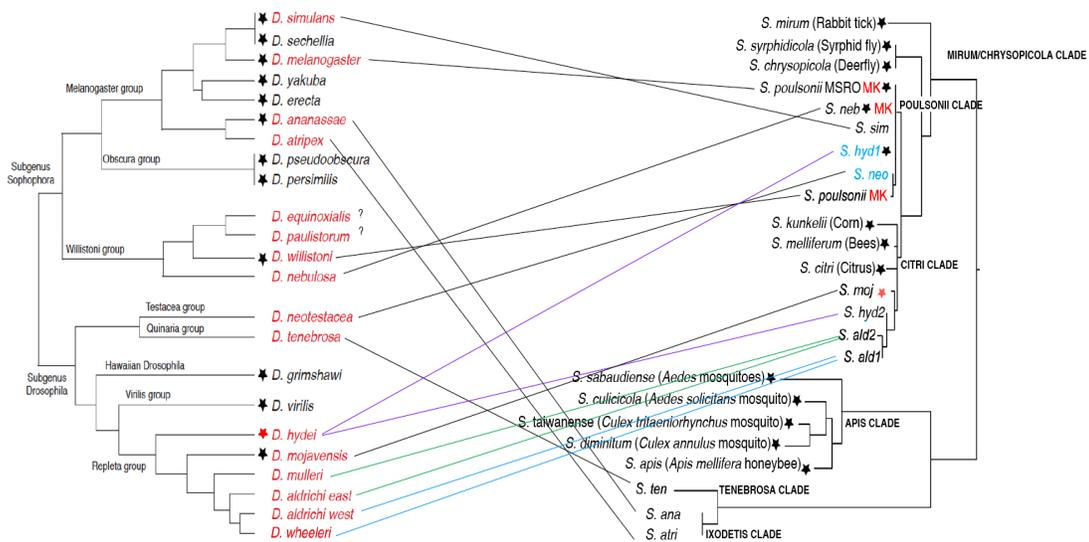 D. simulans
D. sechellia
D. melanogaster
D. yakuba
Melanogaster group
D. erecta
D. ananassae
D. atripex
Obscura group
D. pseudoobscura
D. persimilis
Subgenus
Sophophora
D. equinoxialis ?
D. paulistorum ?
Willistoni group
D. willistoni
D. nebulosa
Testacea group
D. neotestacea
Quinaria group
D. tenebrosa
Hawaiian Drosophila
D. grimshawi
Subgenus
Drosophila
Virilis group
D. virilis
D. hydei
Repleta group
D. mojavensis
D. mulleri
D. aldrichi east
D. aldrichi west
D. wheeleri
S. mirum (Rabbit tick)
S. syrphidicola (Syrphid fly)
S. chrysopicola (Deerfly)
MIRUM/CHRYSOPICOLA CLADE
S. poulsonii MSRO MK
S. neb MK
POULSONII CLADE
S. sim
S. hyd1
S. neo
S. poulsonii MK
S. kunkelii (Corn)
S. melliferum (Bees)
S. citri (Citrus)
CITRI CLADE
S. moj
S. hyd2
S. ald2
S. ald1
S. sabaudiense (Aedes mosquitoes)
S. culicicola (Aedes solicitans mosquito)
S. taiwanense (Culex tritaeniorhynchus mosquito)
APIS CLADE
S. diminitum (Culex annulus mosquito)
S. apis (Apis mellifera honeybee)
S. ten
TENEBROSA CLADE
S. ana
S. atri
IXODETIS CLADE